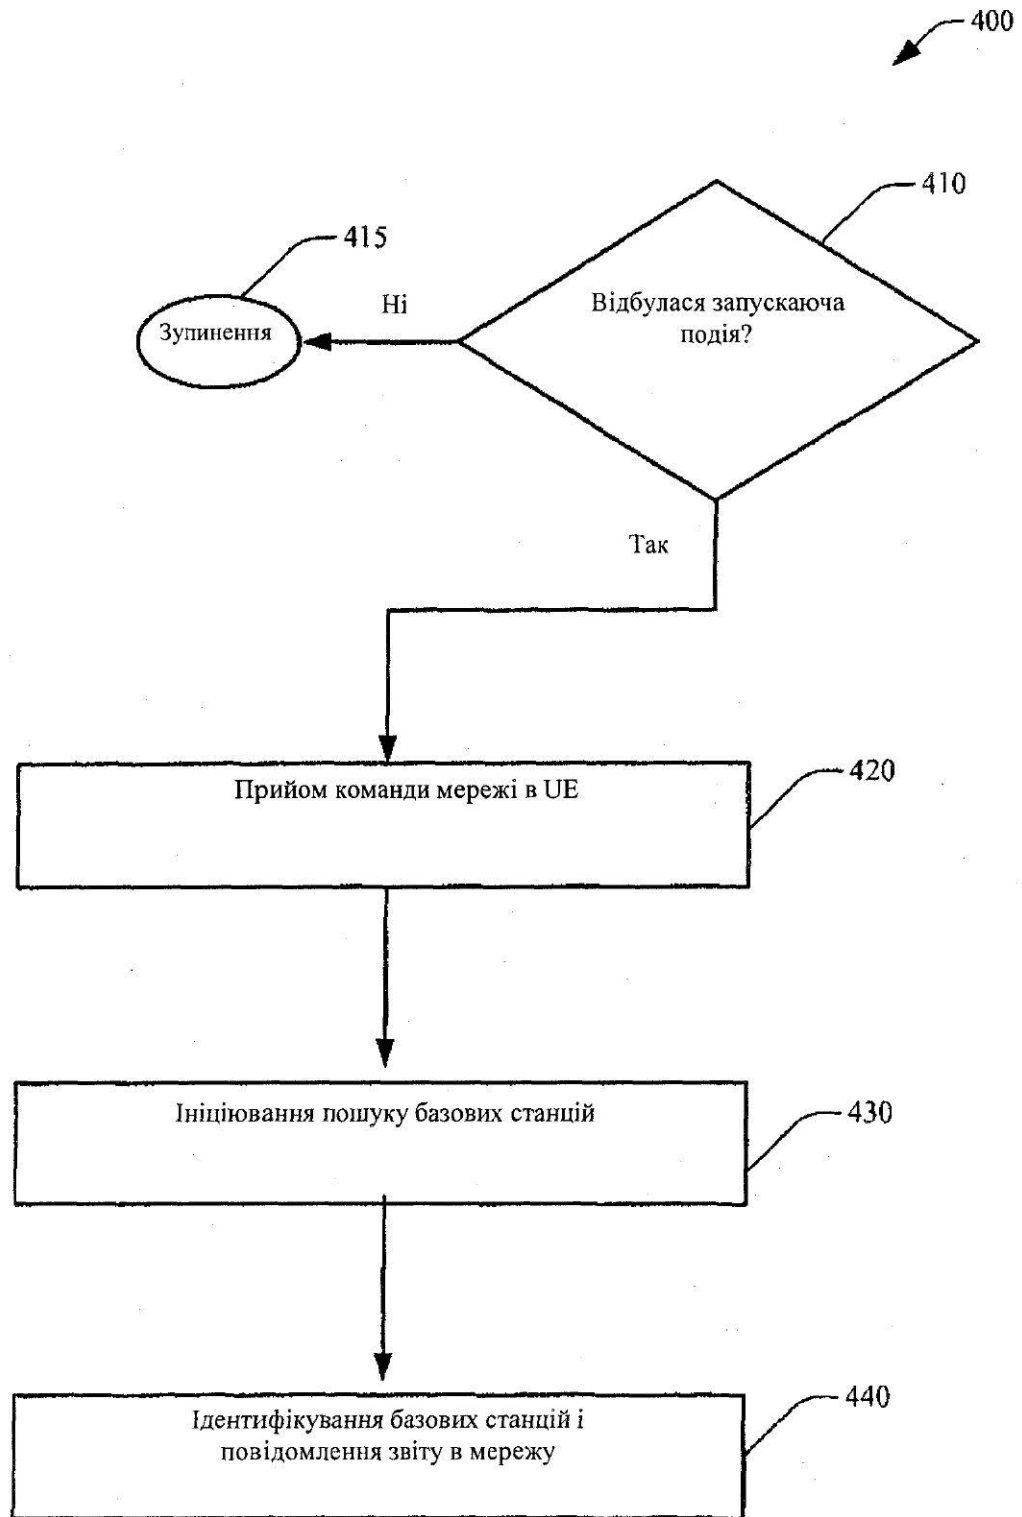 400
410
415
Відбулася запускаюча
подія?
Ні
Зупинення
Так
420
Прийом команди мережі в UE
430
Ініціювання пошуку базових станцій
440
Ідентифікування базових станцій і
повідомлення звіту в мережу